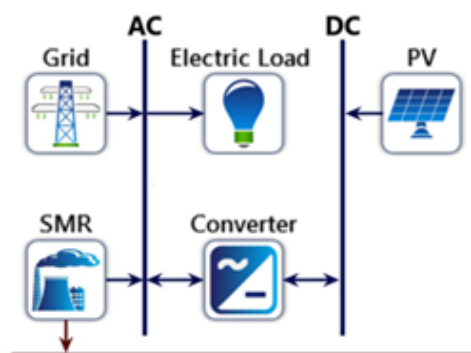 AC
DC
Grid
Electric Load
PV
SMR
Converter